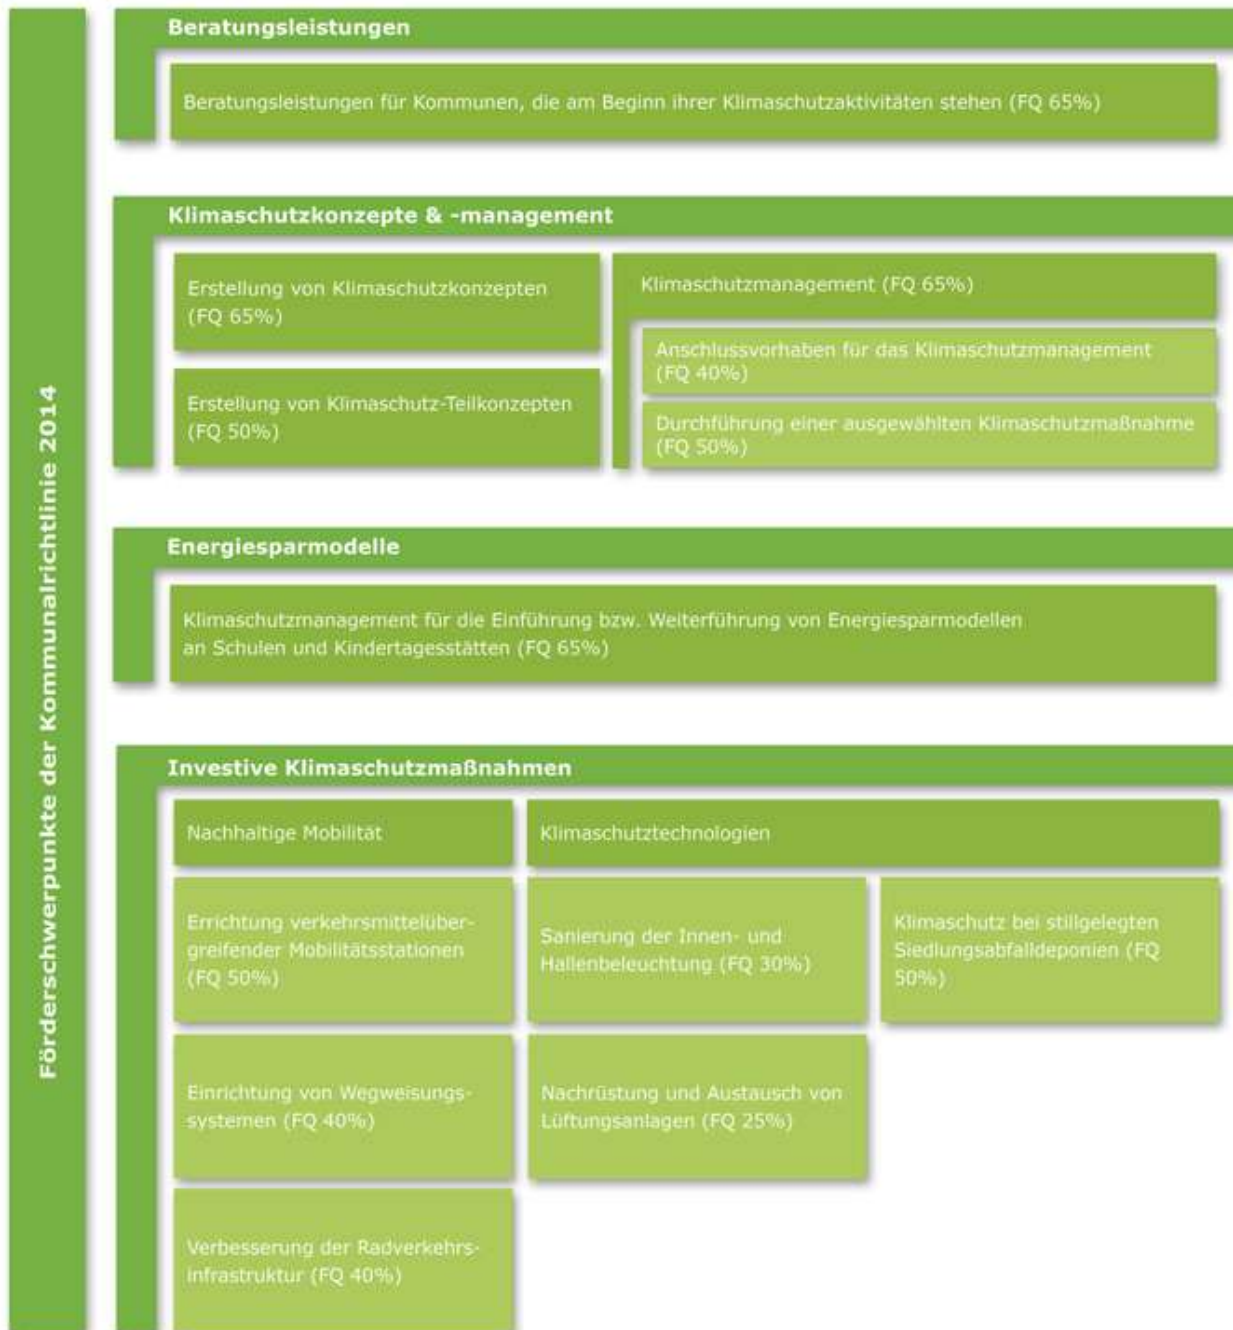 Förderschwerpunkte der Kommunalrichtlinie 2014
Beratungsleistungen
Beratungsleistungen für Kommunen, die am Beginn ihrer Klimaschutzaktivitäten stehen (FQ 65%)
Klimaschutzkonzepte & -management
Erstellung von Klimaschutzkonzepten
(FQ 65%)
Erstellung von Klimaschutz-Teilkonzepten
(FQ 50%)
Klimaschutzmanagement (FQ 65%)
Anschlussvorhaben für das Klimaschutzmanagement
(FQ 40%)
Durchführung einer ausgewählten Klimaschutzmaßnahme
(FQ 50%)
Energiesparmodelle
Klimaschutzmanagement für die Einführung bzw. Weiterführung von Energiesparmodellen
an Schulen und Kindertagesstätten (FQ 65%)
Investive Klimaschutzmaßnahmen
Nachhaltige Mobilität
Errichtung verkehrsmittelüber-
greifender Mobilitätsstationen
(FQ 50%)
Einrichtung von Wegweisungs-
systemen (FQ 40%)
Verbesserung der Radverkehrs-
infrastruktur (FQ 40%)
Klimaschutztechnologien
Sanierung der Innen- und
Hallenbeleuchtung (FQ 30%)
Nachrüstung und Austausch von
Lüftungsanlagen (FQ 25%)
Klimaschutz bei stillgelegten
Siedlungsabfalldeponien (FQ
50%)